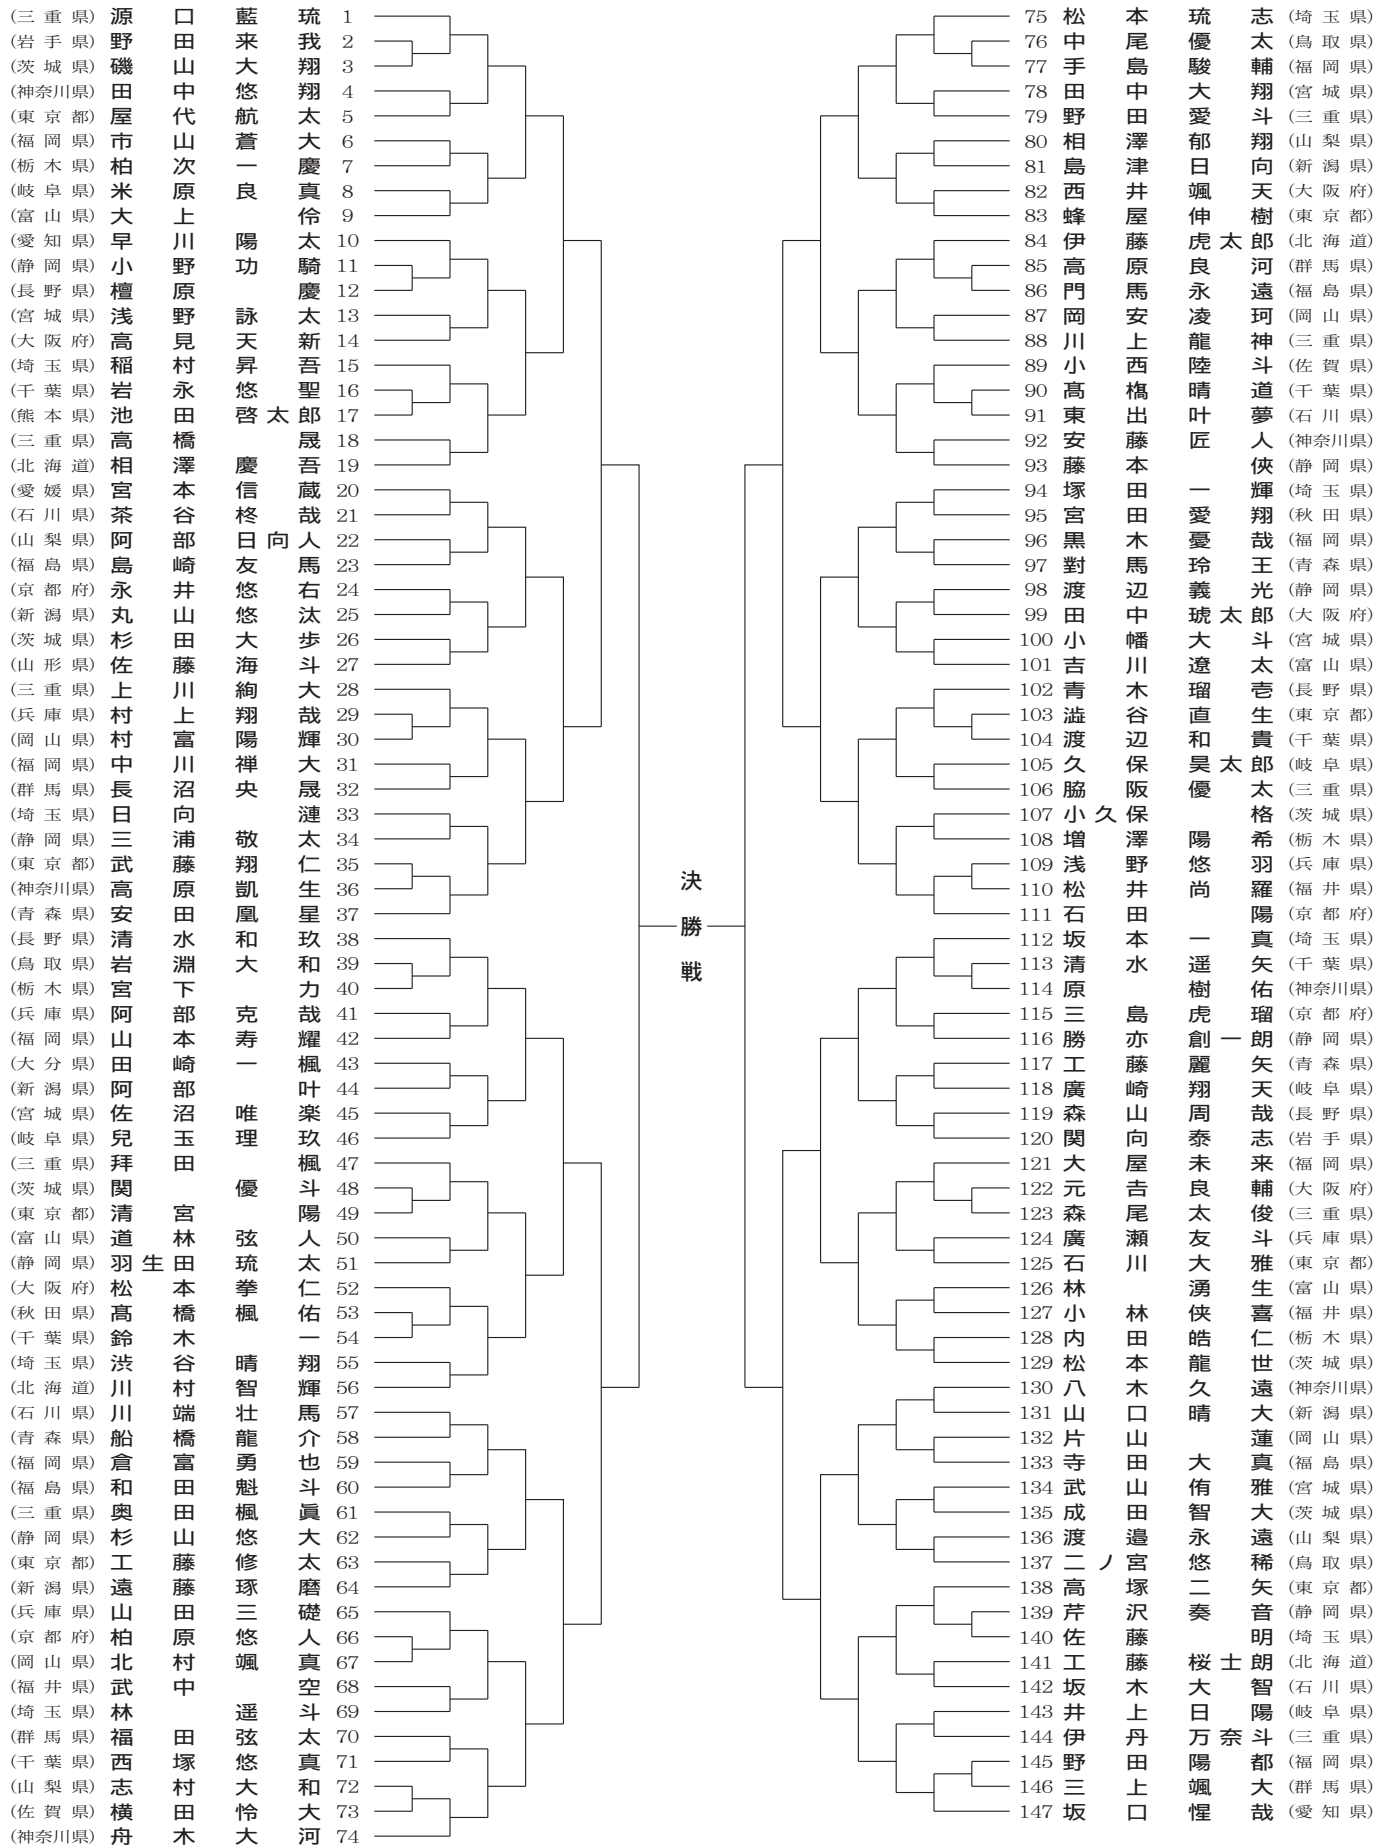 (三重県) 源口藍琉 1
(岩手県) 野田来我 2
(茨城県) 磯山大翔 3
(神奈川県) 田中悠翔 4
(東京都) 屋代航太 5
(福岡県) 市山蒼大 6
(栃木県) 柏次一慶 7
(岐阜県) 米原良真 8
(富山県) 大上伶 9
(愛知県) 早川陽太 10
(静岡県) 小野功騎 11
(長野県) 檀原慶 12
(宮城県) 浅野詠太 13
(大阪府) 高見天新 14
(埼玉県) 稲村昇吾 15
(千葉県) 岩永悠聖 16
(熊本県) 池田啓太郎 17
(三重県) 高橋晟 18
(北海道) 相澤慶吾 19
(愛媛県) 宮本信蔵 20
(石川県) 茶谷柊哉 21
(山梨県) 阿部日向人 22
(福島県) 島崎友馬 23
(京都府) 永井悠右 24
(新潟県) 丸山悠汰 25
(茨城県) 杉田大歩 26
(山形県) 佐藤海斗 27
(三重県) 上川絢大 28
(兵庫県) 村上翔哉 29
(岡山県) 村富陽輝 30
(福岡県) 中川禅大 31
(群馬県) 長沼央晟 32
(埼玉県) 日向漣 33
(静岡県) 三浦敬太 34
(東京都) 武藤翔仁 35
(神奈川県) 高原凱生 36
(青森県) 安田凰星 37
(長野県) 清水和玖 38
(鳥取県) 岩淵大和 39
(栃木県) 宮下力 40
(兵庫県) 阿部克哉 41
(福岡県) 山本寿耀 42
(大分県) 田崎一楓 43
(新潟県) 阿部叶 44
(宮城県) 佐沼唯楽 45
(岐阜県) 兒玉理玖 46
(三重県) 拜田楓 47
(茨城県) 関優斗 48
(東京都) 清宮陽 49
(富山県) 道林弦人 50
(静岡県) 羽生田琉太 51
(大阪府) 松本拳仁 52
(秋田県) 髙橋楓佑 53
(千葉県) 鈴木一 54
(埼玉県) 渋谷晴翔 55
(北海道) 川村智輝 56
(石川県) 川端壮馬 57
(青森県) 船橋龍介 58
(福岡県) 倉富勇也 59
(福島県) 和田魁斗 60
(三重県) 奥田楓眞 61
(静岡県) 杉山悠大 62
(東京都) 工藤修太 63
(新潟県) 遠藤琢磨 64
(兵庫県) 山田三礎 65
(京都府) 柏原悠人 66
(岡山県) 北村颯真 67
(福井県) 武中空 68
(埼玉県) 林遥斗 69
(群馬県) 福田弦太 70
(千葉県) 西塚悠真 71
(山梨県) 志村大和 72
(佐賀県) 横田怜大 73
(神奈川県) 舟木大河 74
決勝戦
75 松本琉志 (埼玉県)
76 中尾優太 (鳥取県)
77 手島駿輔 (福岡県)
78 田中大翔 (宮城県)
79 野田愛斗 (三重県)
80 相澤郁翔 (山梨県)
81 島津日向 (新潟県)
82 西井颯天 (大阪府)
83 蜂屋伸樹 (東京都)
84 伊藤虎太郎 (北海道)
85 高原良河 (群馬県)
86 門馬永遠 (福島県)
87 岡安凌珂 (岡山県)
88 川上龍神 (三重県)
89 小西陸斗 (佐賀県)
90 髙槗晴道 (千葉県)
91 東出叶夢 (石川県)
92 安藤匠人 (神奈川県)
93 藤本俠 (静岡県)
94 塚田一輝 (埼玉県)
95 宮田愛翔 (秋田県)
96 黒木憂哉 (福岡県)
97 對馬玲王 (青森県)
98 渡辺義光 (静岡県)
99 田中琥太郎 (大阪府)
100 小幡大斗 (宮城県)
101 吉川遼太 (富山県)
102 青木瑠壱 (長野県)
103 澁谷直生 (東京都)
104 渡辺和貴 (千葉県)
105 久保昊太郎 (岐阜県)
106 脇阪優太 (三重県)
107 小久保格 (茨城県)
108 増澤陽希 (栃木県)
109 浅野悠羽 (兵庫県)
110 松井尚羅 (福井県)
111 石田陽 (京都府)
112 坂本一真 (埼玉県)
113 清水遥矢 (千葉県)
114 原樹佑 (神奈川県)
115 三島虎瑠 (京都府)
116 勝亦創一朗 (静岡県)
117 工藤麗矢 (青森県)
118 廣崎翔天 (岐阜県)
119 森山周哉 (長野県)
120 関向泰志 (岩手県)
121 大屋未来 (福岡県)
122 元𠮷良輔 (大阪府)
123 森尾太俊 (三重県)
124 廣瀬友斗 (兵庫県)
125 石川大雅 (東京都)
126 林湧生 (富山県)
127 小林侠喜 (福井県)
128 内田皓仁 (栃木県)
129 松本龍世 (茨城県)
130 八木久遠 (神奈川県)
131 山口晴大 (新潟県)
132 片山蓮 (岡山県)
133 寺田大真 (福島県)
134 武山侑雅 (宮城県)
135 成田智大 (茨城県)
136 渡邉永遠 (山梨県)
137 二ノ宮悠稀 (鳥取県)
138 高塚二矢 (東京都)
139 芹沢奏音 (静岡県)
140 佐藤明 (埼玉県)
141 工藤桜士朗 (北海道)
142 坂木大智 (石川県)
143 井上日陽 (岐阜県)
144 伊丹万奈斗 (三重県)
145 野田陽都 (福岡県)
146 三上颯大 (群馬県)
147 坂口惺哉 (愛知県)